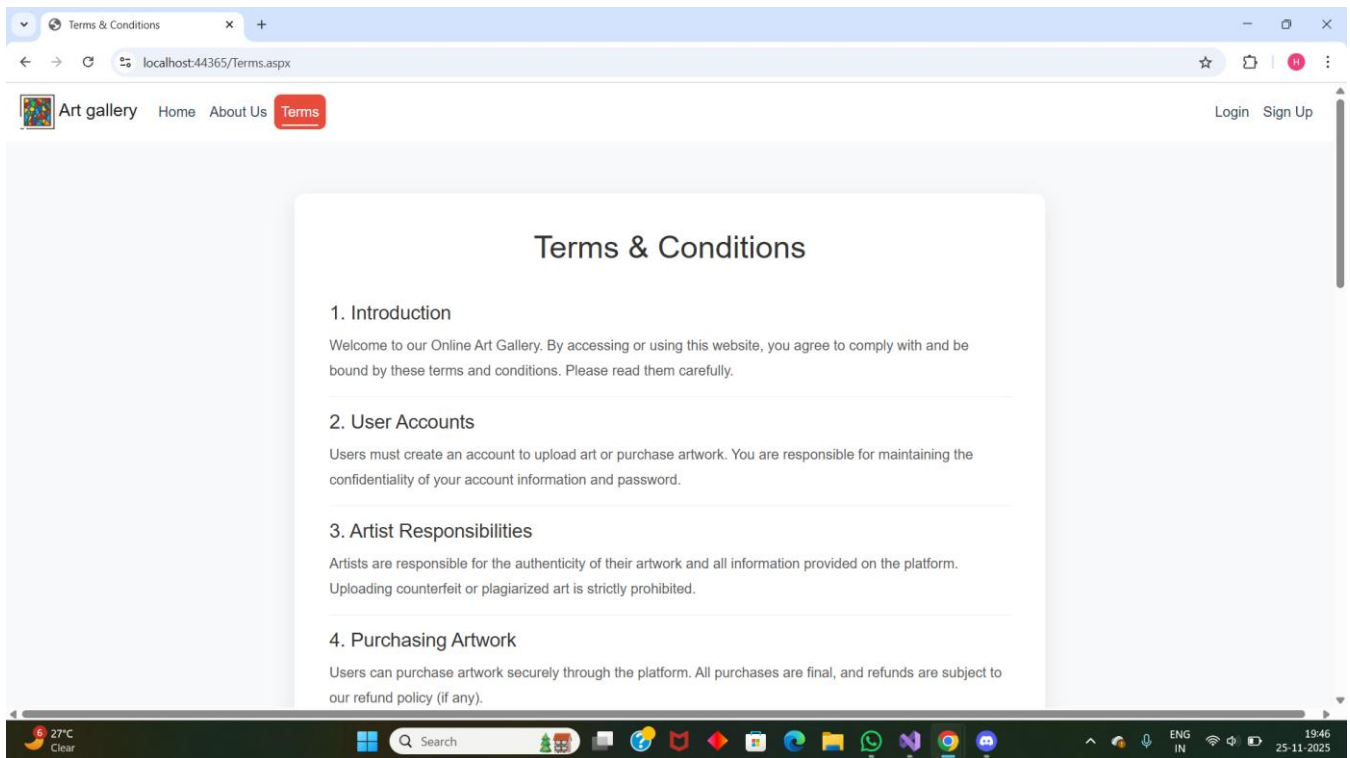 Terms & Conditions
localhost:44365/Terms.aspx
H
Art gallery Home About Us Terms Login Sign Up
Terms & Conditions
1. Introduction
Welcome to our Online Art Gallery. By accessing or using this website, you agree to comply with and be
bound by these terms and conditions. Please read them carefully.
2. User Accounts
Users must create an account to upload art or purchase artwork. You are responsible for maintaining the
confidentiality of your account information and password.
3. Artist Responsibilities
Artists are responsible for the authenticity of their artwork and all information provided on the platform.
Uploading counterfeit or plagiarized art is strictly prohibited.
4. Purchasing Artwork
Users can purchase artwork securely through the platform. All purchases are final, and refunds are subject to
our refund policy (if any).
6 27°C
Clear
Search
ENG
IN
19:46
25-11-2025